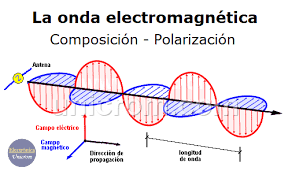 La onda electromagnética
Composición - Polarización
Antena
Campo eléctrico
Campo
magnético
Dirección de
propagación
longitud
de onda